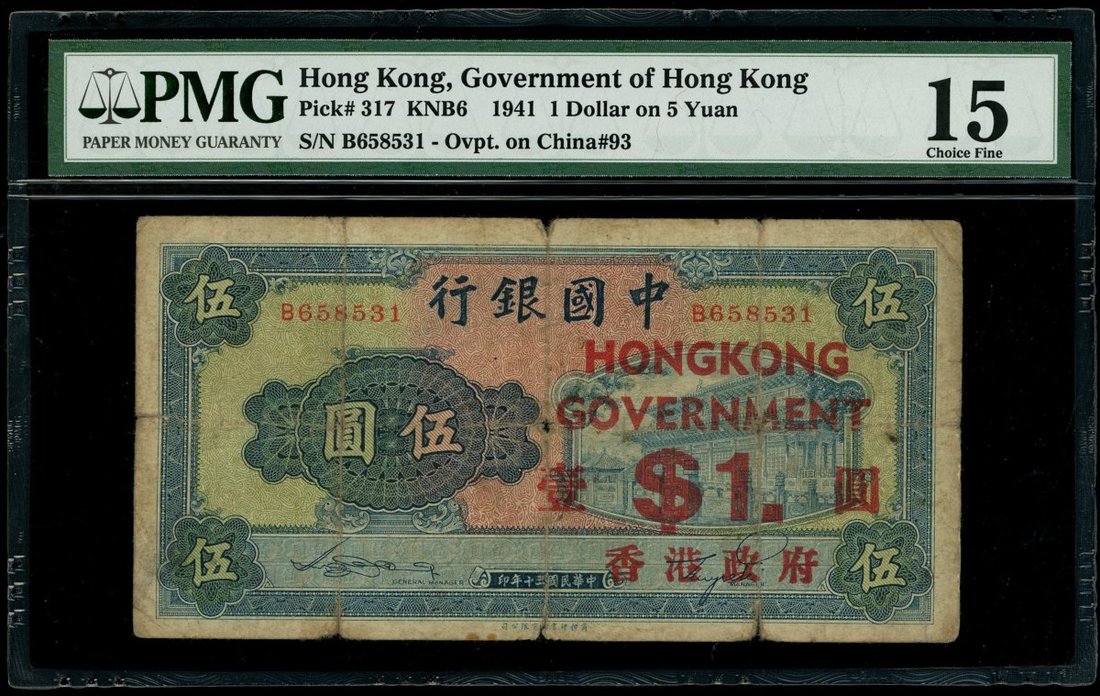 PMG
PAPER MONEY GUARANTY
Hong Kong, Government of Hong Kong
Pick# 317 KNB6 1941 1 Dollar on 5 Yuan
S/N B658531 - Ovpt. on China#93
15
Choice Fine
伍
伍
中國銀行
B658531
B658531
HONGKONG
GOVERNMENT
伍圓
壹 $1. 圓
香港政府
伍
伍
GENERAL MANAGER
中華民國三十年印
MANAGER